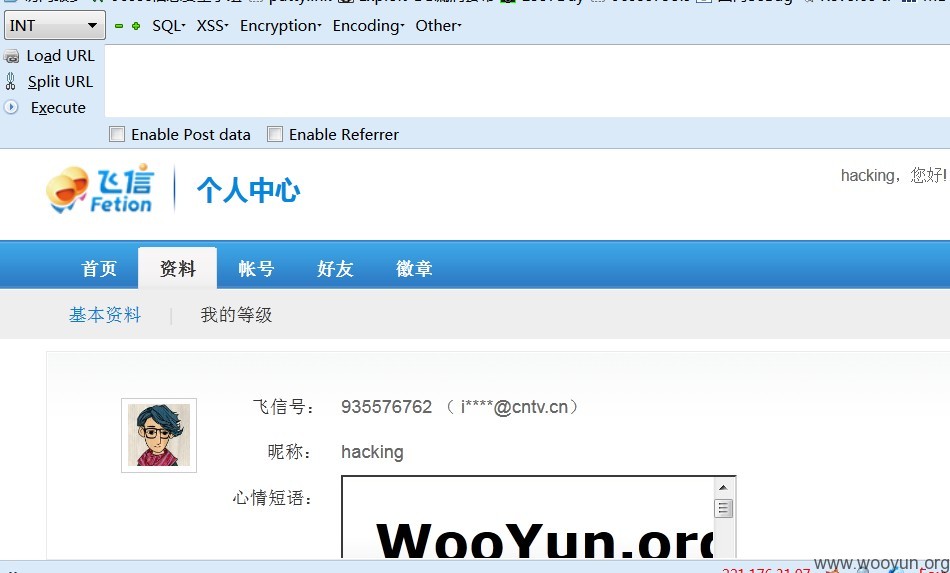 INT
SQL XSS Encryption Encoding Other
Load URL
Split URL
Execute
Enable Post data Enable Referrer
飞信
Fetion
个人中心
hacking，您好!
首页 资料 帐号 好友 徽章
基本资料 | 我的等级
飞信号： 935576762 （ i****@cntv.cn）
昵称： hacking
心情短语：
WooYun.org
www.wooyun.org